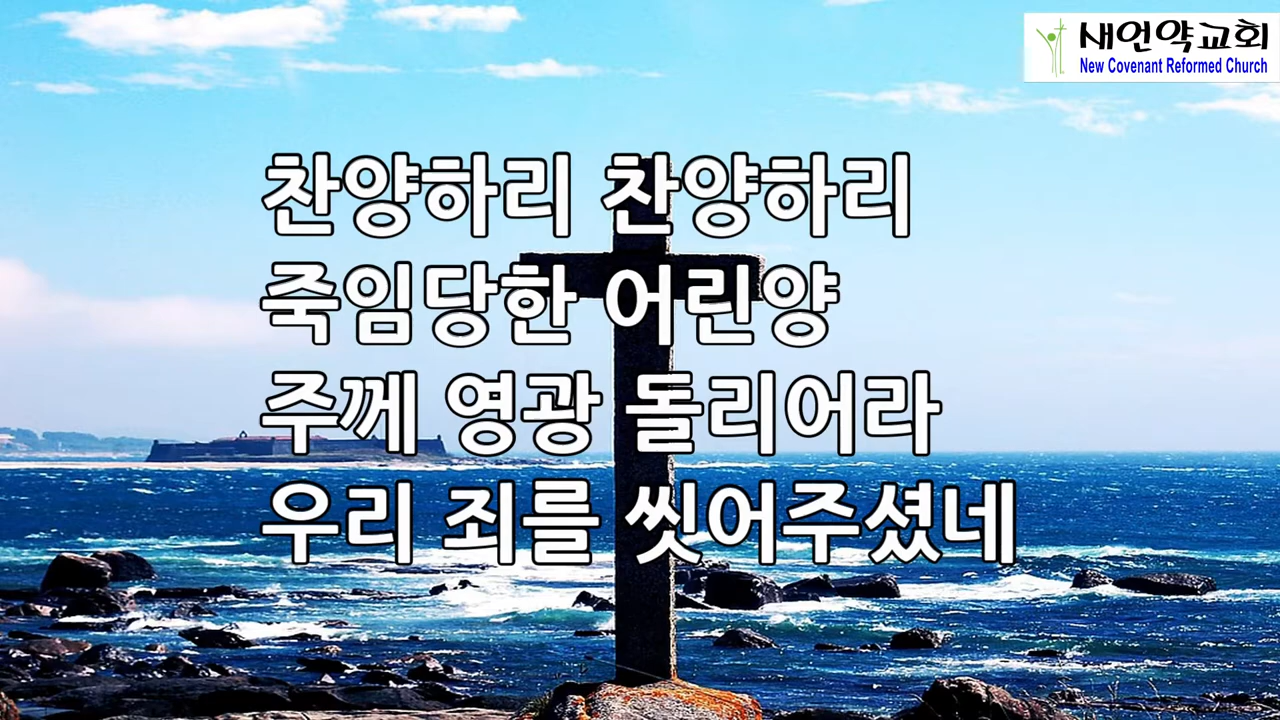 새언약교회
New Covenant Reformed Church
찬양하리 찬양하리
죽임당한 어린양
주께 영광 돌리어라
우리 죄를 씻어주셨네